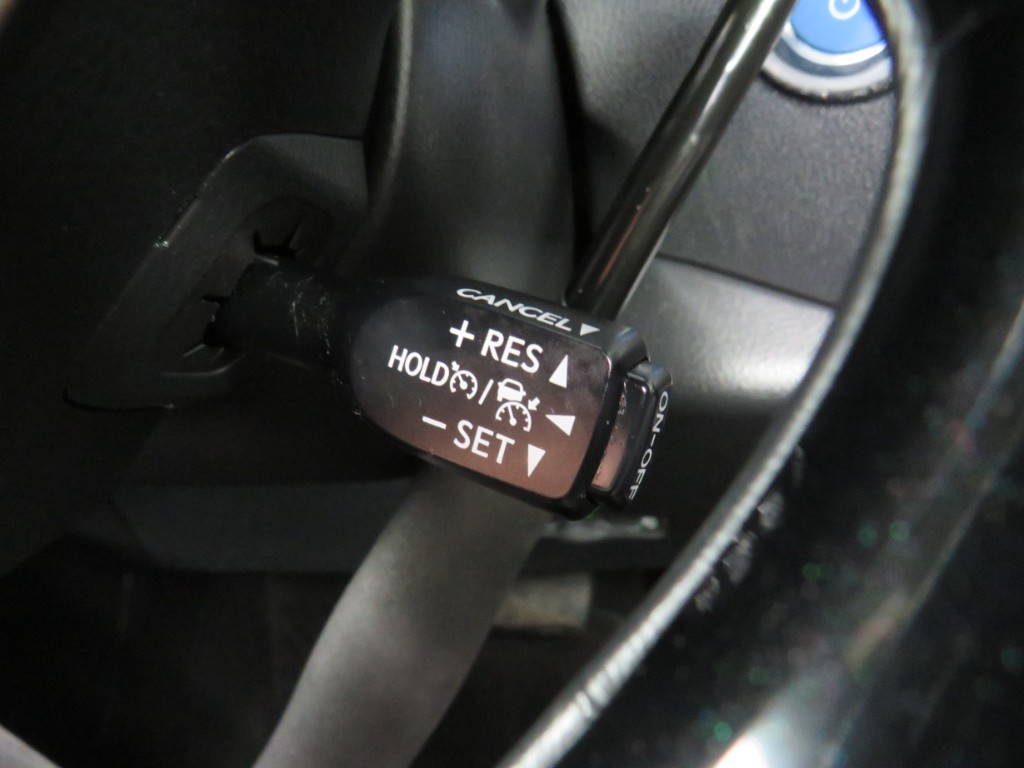 CANCEL▼
+ RES ▲
HOLD / ◀
− SET ▼
ON-OFF